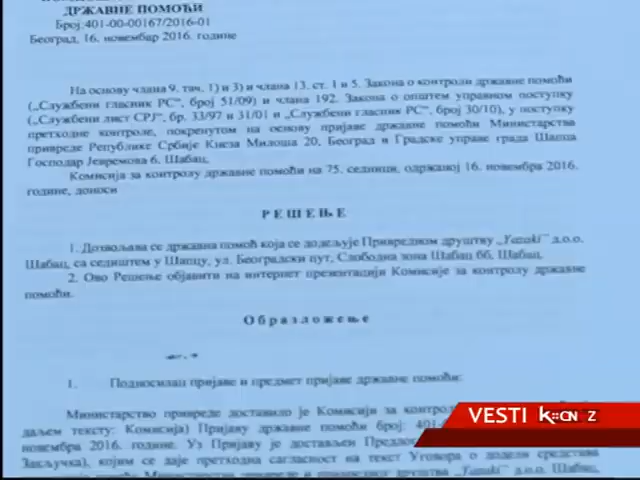 ДРЖАВНЕ ПОМОЋИ
Број:401-00-00167/2016-01
Београд, 16. новембар 2016. године
На основу члана 9. тач. 1) и 3) и члана 13. ст. 1 и 5. Закона о контроли државне помоћи
(„Службени гласник РС“, број 51/09) и члана 192. Закона о општем управном поступку
(„Службени лист СРЈ“, бр. 33/97 и 31/01 и „Службени гласник РС“, број 30/10), у поступку
претходне контроле, покренутом на основу пријаве државне помоћи Министарства
привреде Републике Србије Кнеза Милоша 20, Београд и Градске управе града Шапца
Господар Јевремова 6, Шабац,
Комисија за контролу државне помоћи на 75. седници, одржаној 16. новембра 2016.
године, доноси
РЕШЕЊЕ
1. Дозвољава се државна помоћ која се додељује Привредном друштву „Yazaki“ д.о.о.
Шабац, са седиштем у Шапцу, ул. Београдски пут, Слободна зона Шабац бб, Шабац.
2. Ово Решење објавити на интернет презентацији Комисије за контролу државне
помоћи.
Образложење
1. Подносилац пријаве и предмет пријаве државне помоћи:
Министарство привреде доставило је Комисији за контролу
даљем тексту: Комисија) Пријаву државне помоћи број: 401-
новембра 2016. године. Уз Пријаву је достављен Предлог
Закључка), којим се даје претходна сагласност на текст Уговора о додели средстава
друштва „Yazaki“ д.о.о. Шабац,
VESTI